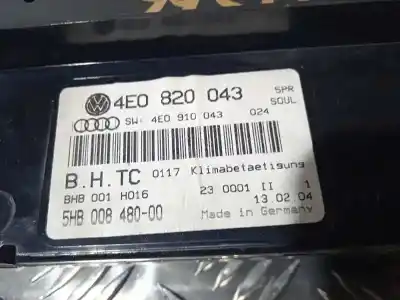 4E0 820 043
SPR
SW: 4E0 910 043 024 SOUL
B.H.TC 0117 Klimabetaetigung
BHB 001 H016 23 0001 II 1
13.02.04
5HB 008 480-00 Made in Germany